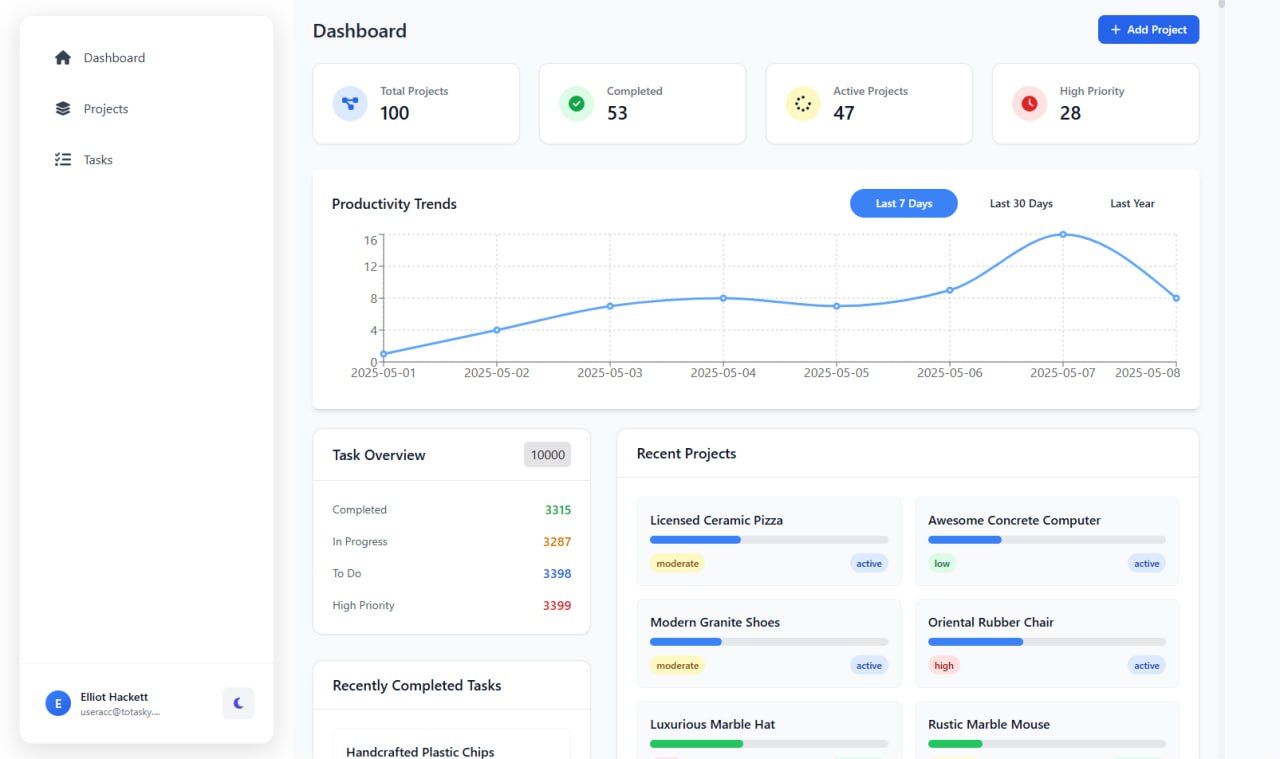 Dashboard
Projects
Tasks
Elliot Hackett
useracc@totasky....
E
Dashboard
+ Add Project
Total Projects
100
Completed
53
Active Projects
47
High Priority
28
Productivity Trends
Last 7 Days
Last 30 Days
Last Year
16
12
8
4
0
2025-05-01
2025-05-02
2025-05-03
2025-05-04
2025-05-05
2025-05-06
2025-05-07
2025-05-08
Task Overview
10000
Completed
3315
In Progress
3287
To Do
3398
High Priority
3399
Recently Completed Tasks
Handcrafted Plastic Chips
Recent Projects
Licensed Ceramic Pizza
moderate
active
Awesome Concrete Computer
low
active
Modern Granite Shoes
moderate
active
Oriental Rubber Chair
high
active
Luxurious Marble Hat
Rustic Marble Mouse